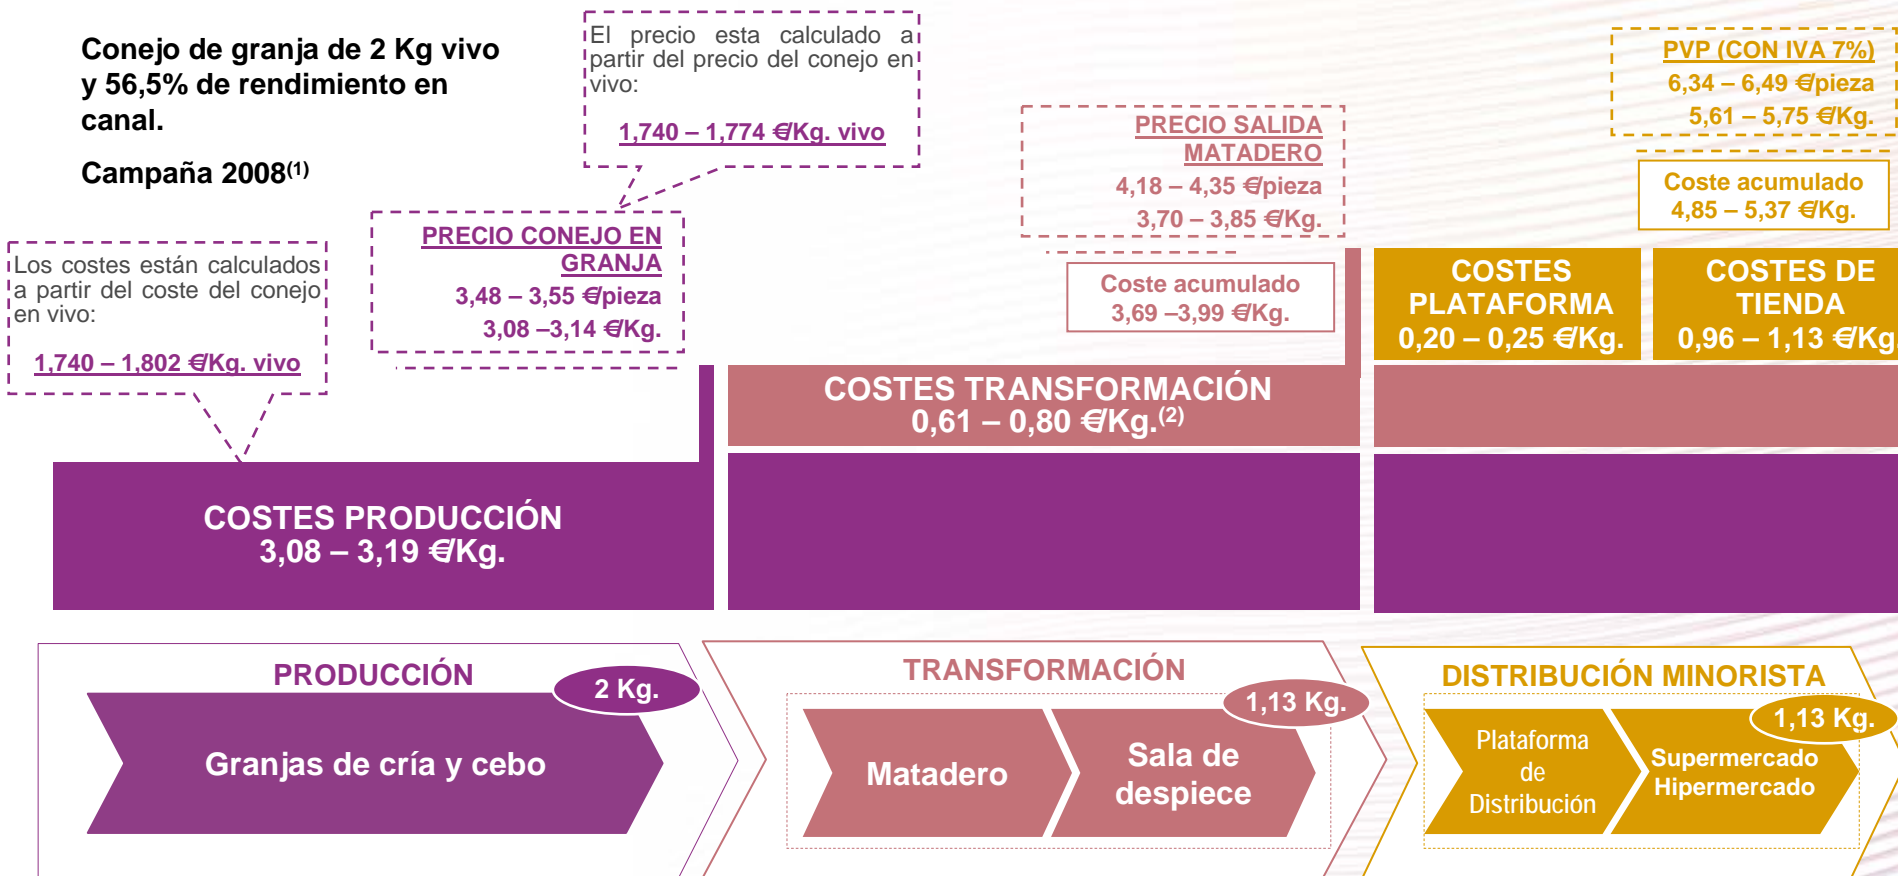 Conejo de granja de 2 Kg vivo
y 56,5% de rendimiento en
canal.
Campaña 2008(1)
El precio esta calculado a
partir del precio del conejo en
vivo:
1,740 – 1,774 €/Kg. vivo
PVP (CON IVA 7%)
6,34 – 6,49 €/pieza
5,61 – 5,75 €/Kg.
PRECIO SALIDA
MATADERO
4,18 – 4,35 €/pieza
3,70 – 3,85 €/Kg.
Coste acumulado
4,85 – 5,37 €/Kg.
PRECIO CONEJO EN
GRANJA
3,48 – 3,55 €/pieza
3,08 –3,14 €/Kg.
Los costes están calculados
a partir del coste del conejo
en vivo:
1,740 – 1,802 €/Kg. vivo
Coste acumulado
3,69 –3,99 €/Kg.
COSTES
PLATAFORMA
0,20 – 0,25 €/Kg.
COSTES DE
TIENDA
0,96 – 1,13 €/Kg.
COSTES TRANSFORMACIÓN
0,61 – 0,80 €/Kg.(2)
COSTES PRODUCCIÓN
3,08 – 3,19 €/Kg.
PRODUCCIÓN
2 Kg.
Granjas de cría y cebo
TRANSFORMACIÓN
1,13 Kg.
Matadero
Sala de
despiece
DISTRIBUCIÓN MINORISTA
1,13 Kg.
Plataforma
de
Distribución
Supermercado
Hipermercado